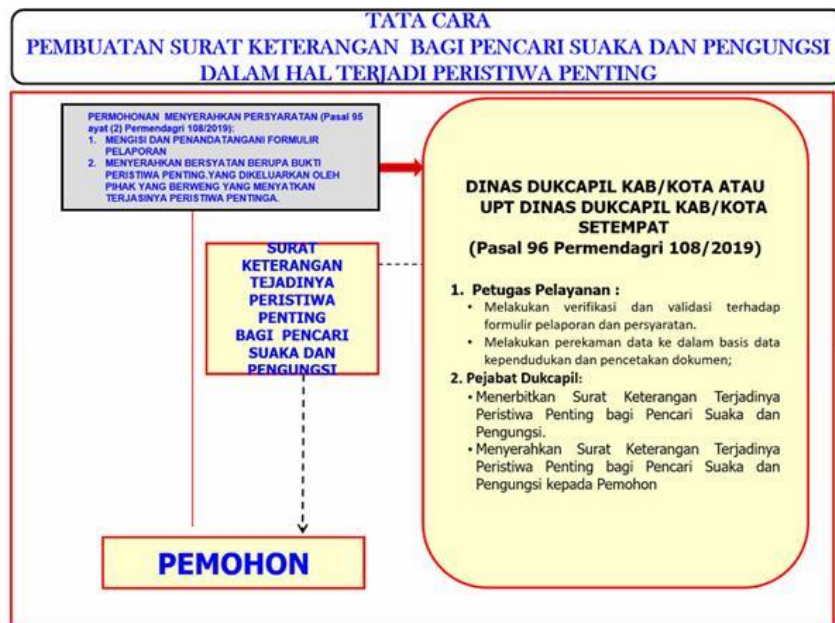 TATA CARA
PEMBUATAN SURAT KETERANGAN BAGI PENCARI SUAKA DAN PENGUNGSI
DALAM HAL TERJADI PERISTIWA PENTING
PERMOHONAN MENYERAHKAN PERSYARATAN (Pasal 95
ayat (2) Permendagri 108/2019):
1. MENGISI DAN PENANDATANGANI FORMULIR
PELAPORAN
2. MENYERAHKAN BERSYATAN BERUPA BUKTI
PERISTIWA PENTING.YANG DIKELUARKAN OLEH
PIHAK YANG BERWENG YANG MENYATKAN
TERJASINYA PERISTIWA PENTINGA.
SURAT
KETERANGAN
TEJADINYA
PERISTIWA
PENTING
BAGI PENCARI
SUAKA DAN
PENGUNGSI
PEMOHON
DINAS DUKCAPIL KAB/KOTA ATAU
UPT DINAS DUKCAPIL KAB/KOTA
SETEMPAT
(Pasal 96 Permendagri 108/2019)
1. Petugas Pelayanan :
• Melakukan verifikasi dan validasi terhadap
formulir pelaporan dan persyaratan.
• Melakukan perekaman data ke dalam basis data
kependudukan dan pencetakan dokumen;
2. Pejabat Dukcapil:
• Menerbitkan Surat Keterangan Terjadinya
Peristiwa Penting bagi Pencari Suaka dan
Pengungsi.
• Menyerahkan Surat Keterangan Terjadinya
Peristiwa Penting bagi Pencari Suaka dan
Pengungsi kepada Pemohon